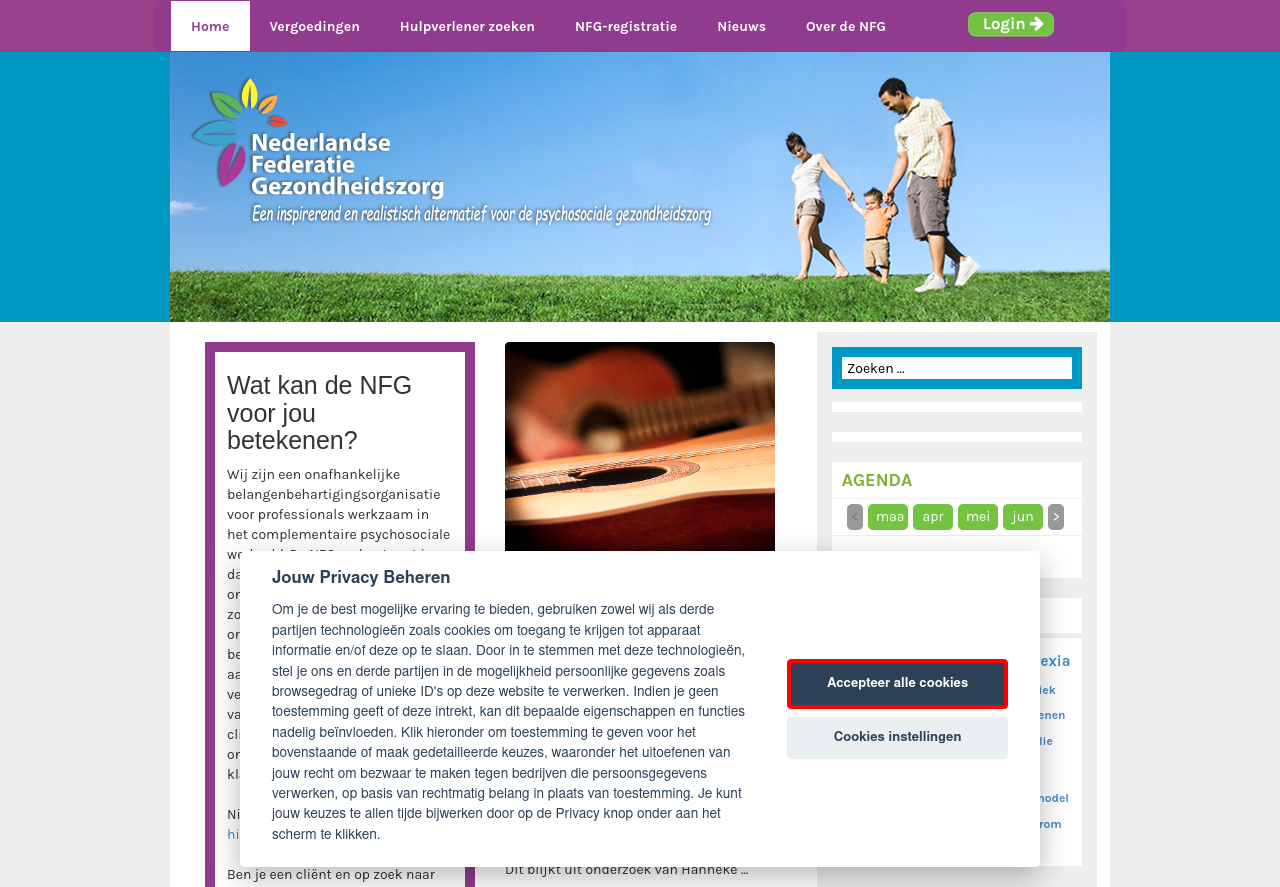 Home Vergoedingen Hulpverlener zoeken NFG-registratie Nieuws Over de NFG Login
Nederlandse
Federatie
Gezondheidszorg
Een inspirerend en realistisch alternatief voor de psychosociale gezondheidszorg
Wat kan de NFG
voor jou
betekenen?
Wij zijn een onafhankelijke
belangenbehartigingsorganisatie
voor professionals werkzaam in
het complementaire psychosociale
Ben je een cliënt en op zoek naar
Dit blijkt uit onderzoek van Hanneke ...
Zoeken ...
AGENDA
< maa apr mei jun >
Jouw Privacy Beheren
Om je de best mogelijke ervaring te bieden, gebruiken zowel wij als derde
partijen technologieën zoals cookies om toegang te krijgen tot apparaat
informatie en/of deze op te slaan. Door in te stemmen met deze technologieën,
stel je ons en derde partijen in de mogelijkheid persoonlijke gegevens zoals
browsegedrag of unieke ID's op deze website te verwerken. Indien je geen
toestemming geeft of deze intrekt, kan dit bepaalde eigenschappen en functies
nadelig beïnvloeden. Klik hieronder om toestemming te geven voor het
bovenstaande of maak gedetailleerde keuzes, waaronder het uitoefenen van
jouw recht om bezwaar te maken tegen bedrijven die persoonsgegevens
verwerken, op basis van rechtmatig belang in plaats van toestemming. Je kunt
jouw keuzes te allen tijde bijwerken door op de Privacy knop onder aan het
scherm te klikken.
Accepteer alle cookies
Cookies instellingen